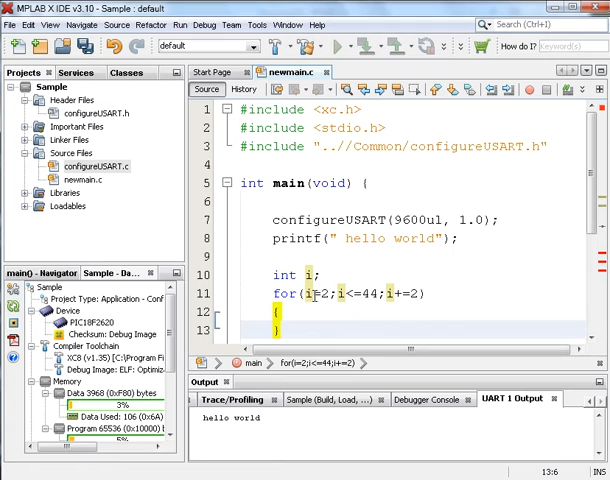 MPLAB X IDE v3.10 - Sample : default
File Edit View Navigate Source Refactor Run Debug Team Tools Window Help
Search (Ctrl+I)
default
How do I? Keyword(s)
Projects Services Classes
Start Page newmain.c
Source History
Sample
Header Files
configureUSART.h
Important Files
Linker Files
Source Files
configureUSART.c
newmain.c
Libraries
Loadables
1 #include <xc.h>
2 #include <stdio.h>
3 #include "..//Common/configureUSART.h"
4
5 int main(void) {
6
7 configureUSART(9600ul, 1.0);
8 printf(" hello world");
9
10 int i;
11 for(i=2;i<=44;i+=2)
12 {
13 }
main for(i=2;i<=44;i+=2)
main() - Navigator Sample - Das...
Sample
Project Type: Application
Device
PIC18F2620
Checksum: Debug Image
Compiler Toolchain
XC8 (v1.35) [C:\Program F
Debug Image: ELF: Optimiz
Memory
Data 3968 (0xF80) bytes
3%
Data Used: 106 (0x6A)
Program 65536 (0x10000)
Output
Trace/Profiling Sample (Build, Load, ...) Debugger Console UART 1 Output
hello world
13:6 INS